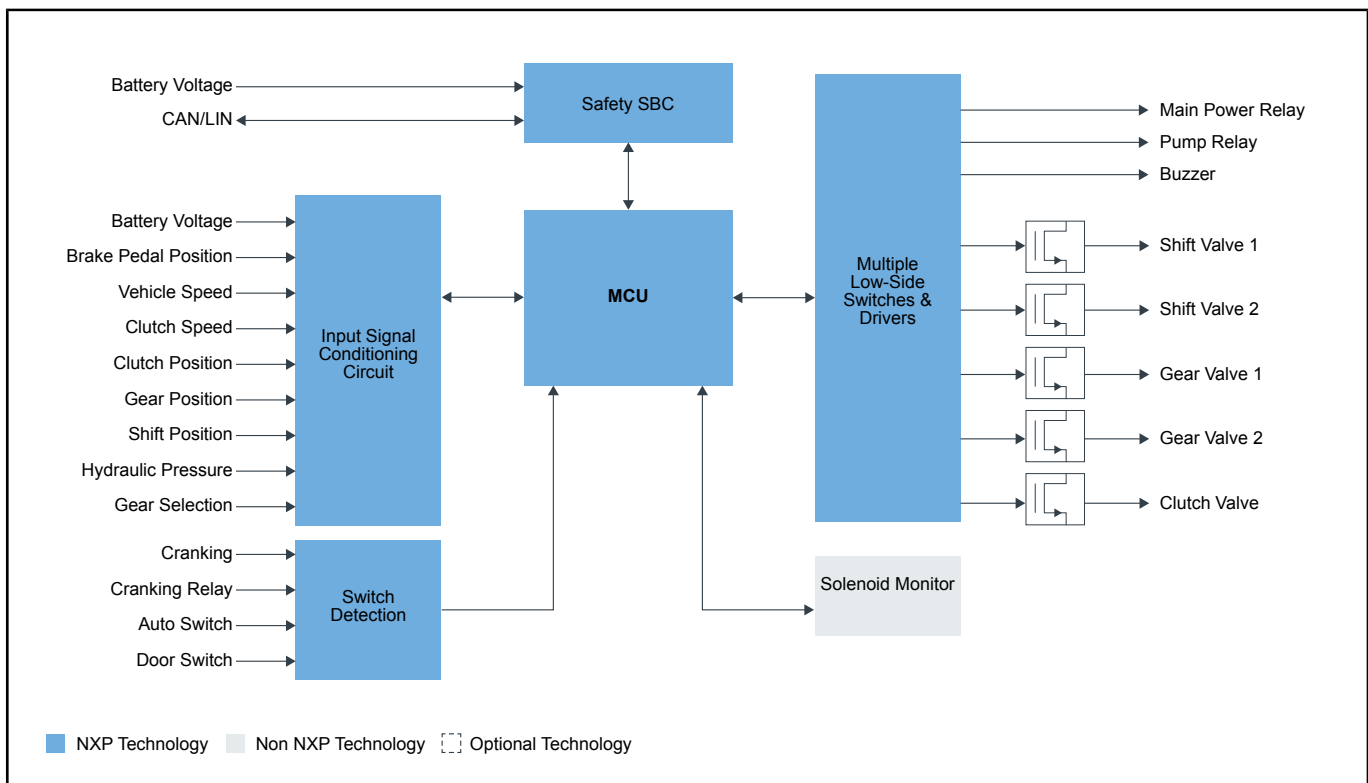 Battery Voltage
CAN/LIN
Safety SBC
Battery Voltage
Brake Pedal Position
Vehicle Speed
Clutch Speed
Clutch Position
Gear Position
Shift Position
Hydraulic Pressure
Gear Selection
Input Signal
Conditioning
Circuit
Cranking
Cranking Relay
Auto Switch
Door Switch
Switch
Detection
MCU
Multiple
Low-Side
Switches &
Drivers
Solenoid Monitor
Main Power Relay
Pump Relay
Buzzer
Shift Valve 1
Shift Valve 2
Gear Valve 1
Gear Valve 2
Clutch Valve
NXP Technology
Non NXP Technology
Optional Technology